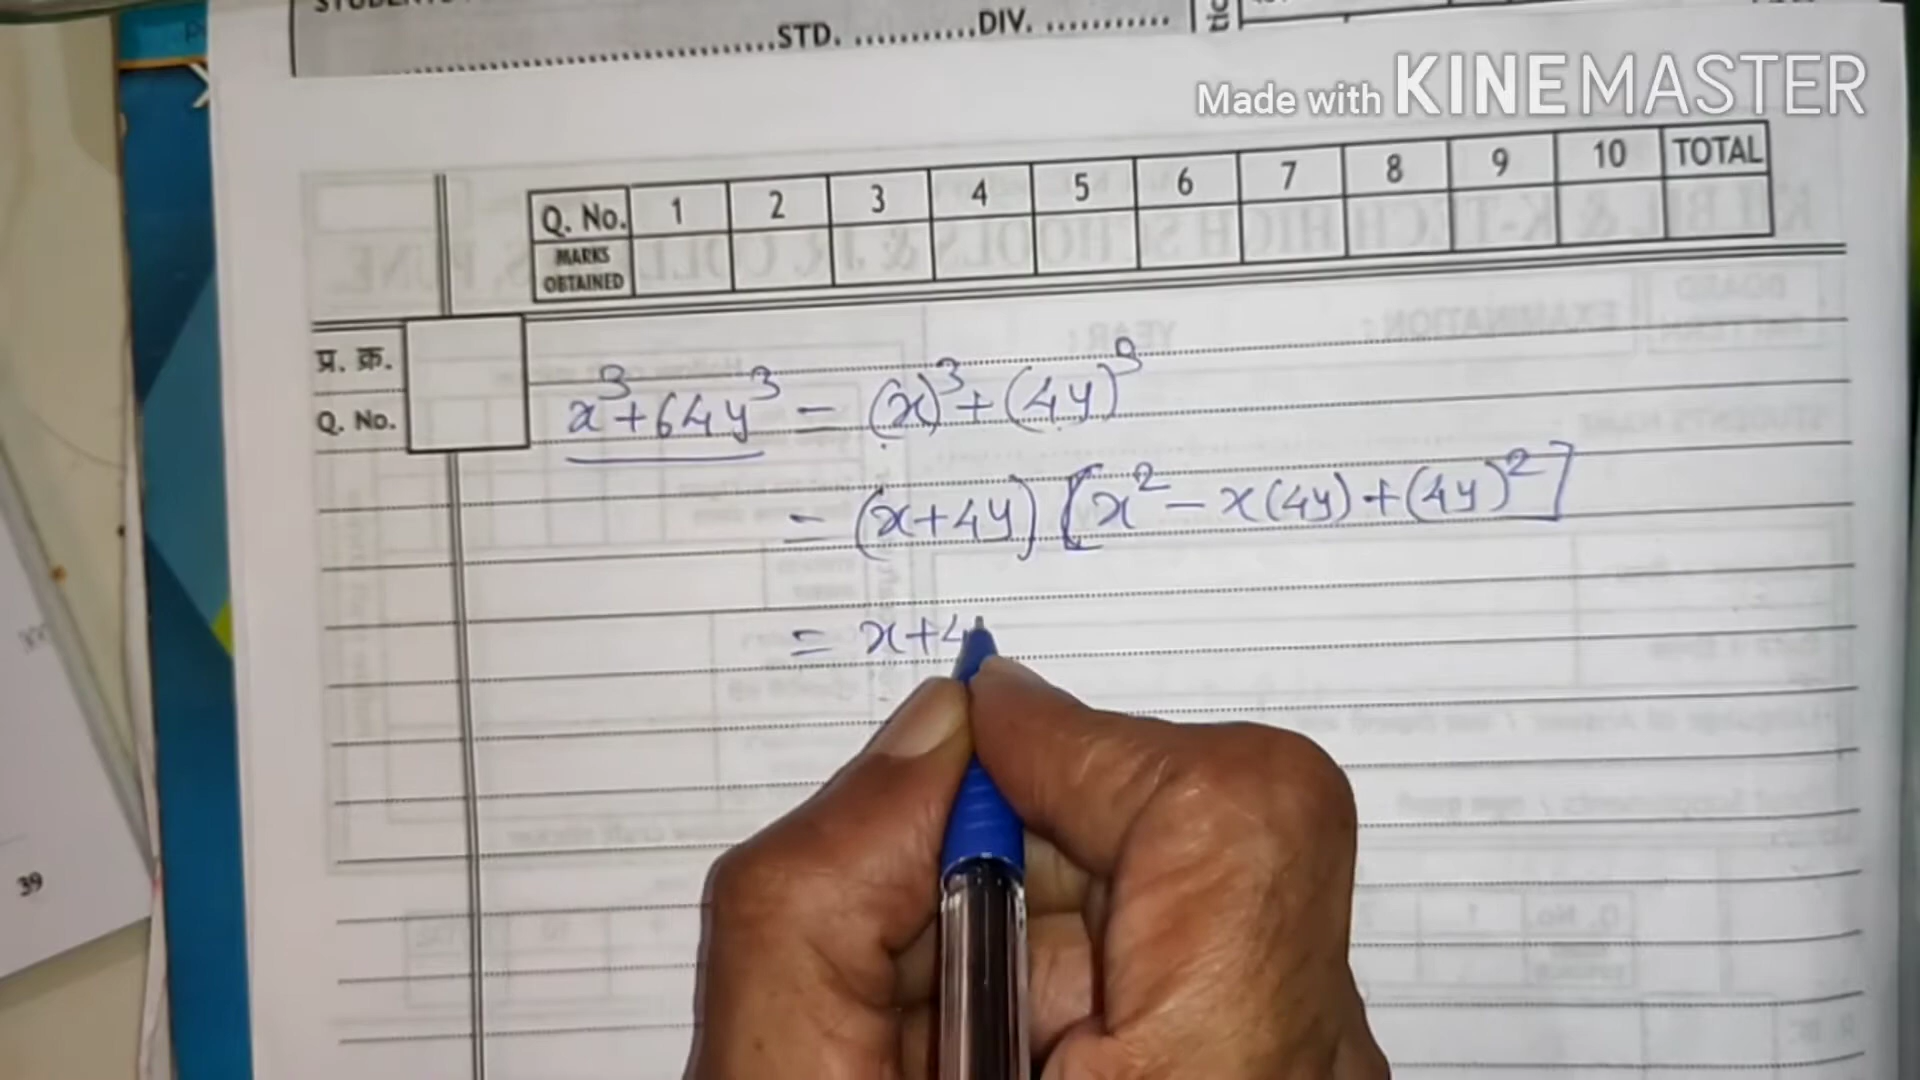 STD. ............DIV. ............
Made with KINEMASTER
Q. No. 1 2 3 4 5 6 7 8 9 10 TOTAL
MARKS OBTAINED
प्र. क्र.
Q. No.
x³+64y³ = (x)³+(4y)³
= (x+4y) [x²-x(4y)+(4y)²]
= x+4
39